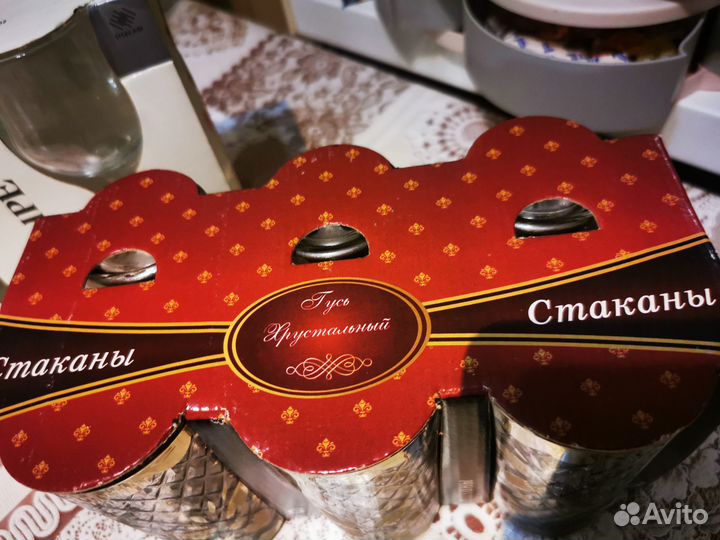 Гусь
Хрустальный
Стаканы
Стаканы
Avito